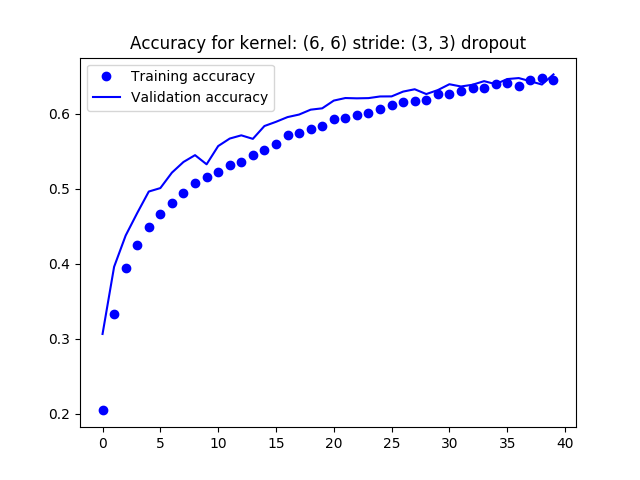 Accuracy for kernel: (6, 6) stride: (3, 3) dropout
Training accuracy
Validation accuracy
0.6
0.5
0.4
0.3
0.2
0 5 10 15 20 25 30 35 40